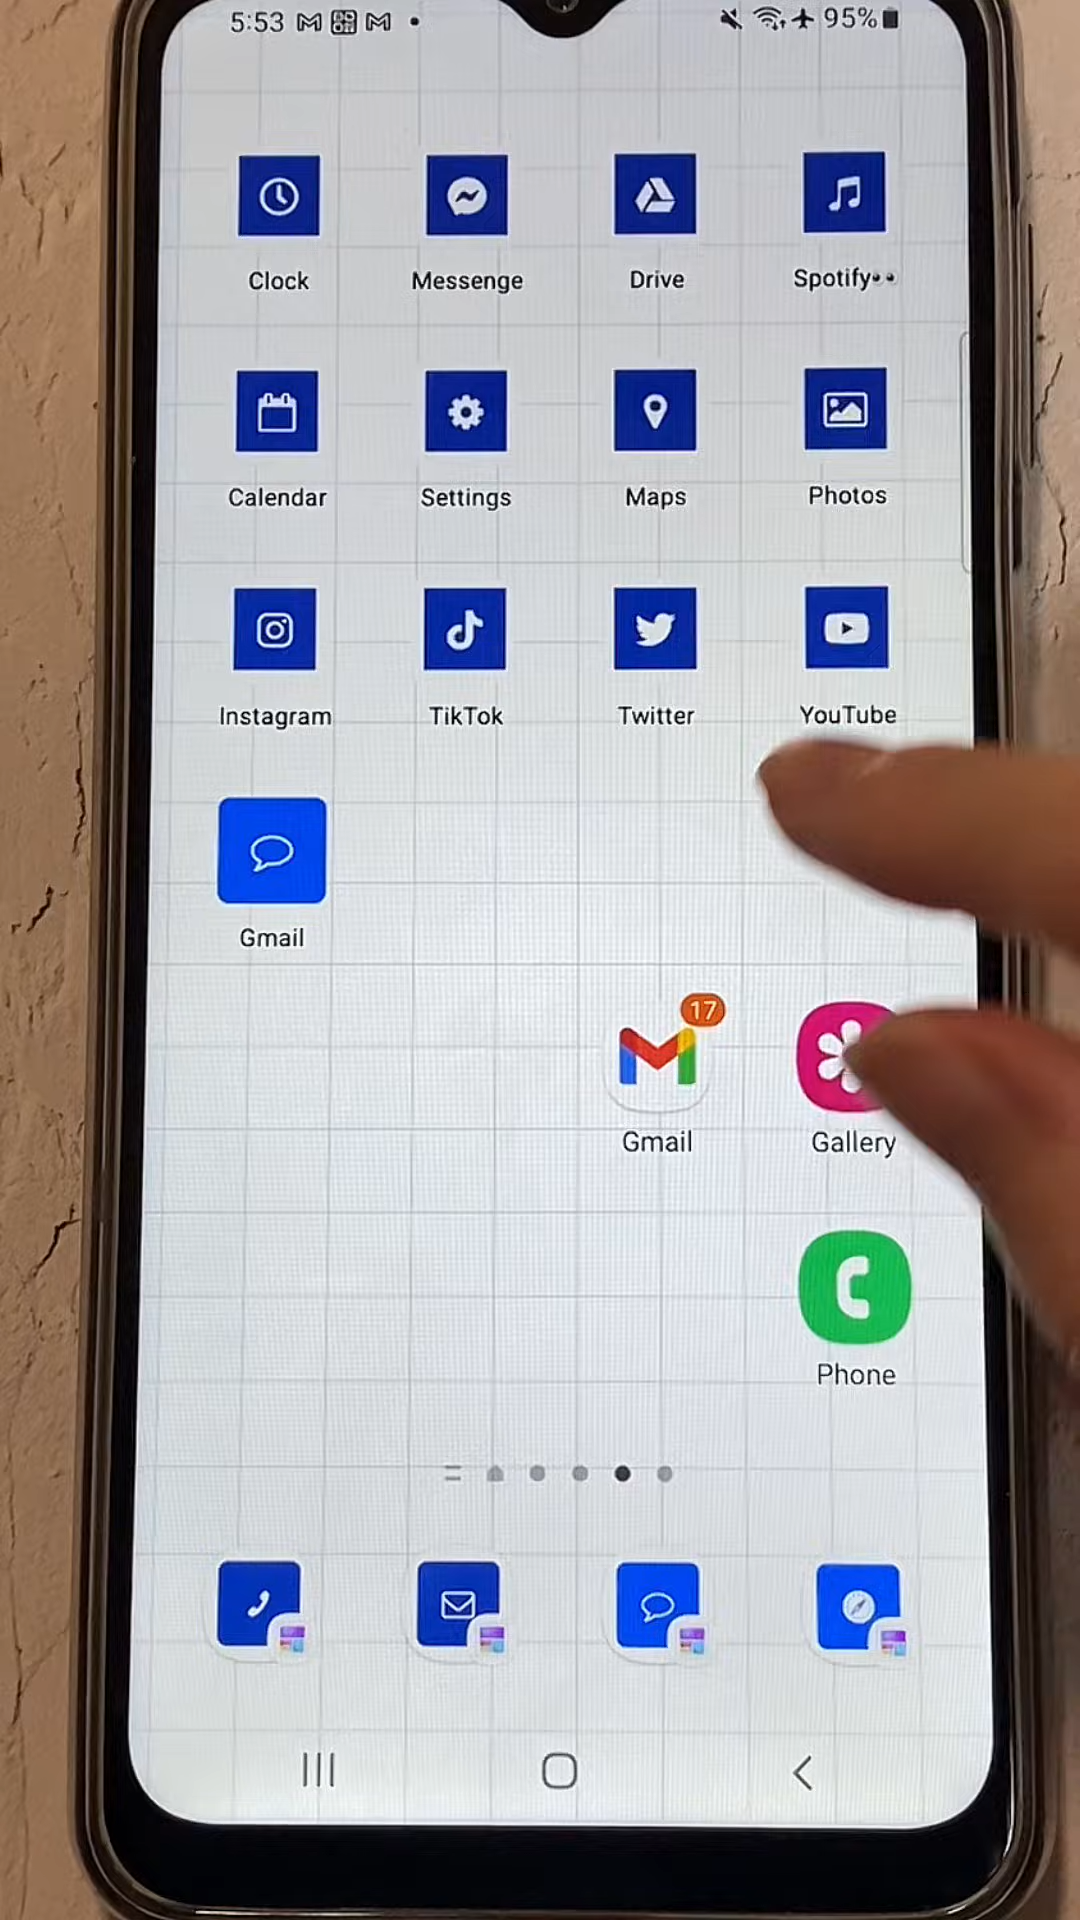 5:53 95%
Clock Messenge Drive Spotify••
Calendar Settings Maps Photos
Instagram TikTok Twitter YouTube
Gmail
17
Gmail Gallery
Phone